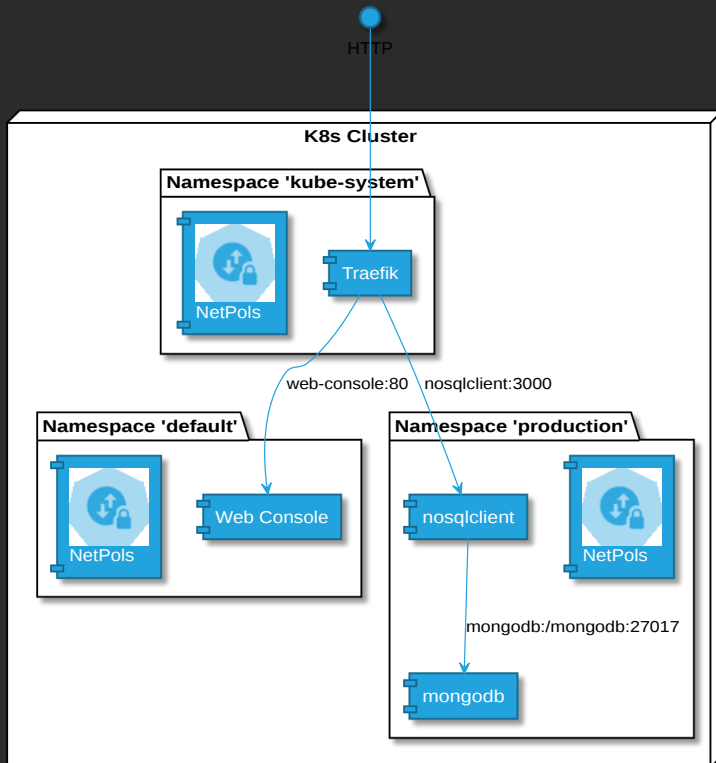 HTTP
K8s Cluster
Namespace 'kube-system'
NetPols
Traefik
web-console:80
nosqlclient:3000
Namespace 'default'
NetPols
Web Console
Namespace 'production'
nosqlclient
NetPols
mongodb:/mongodb:27017
mongodb